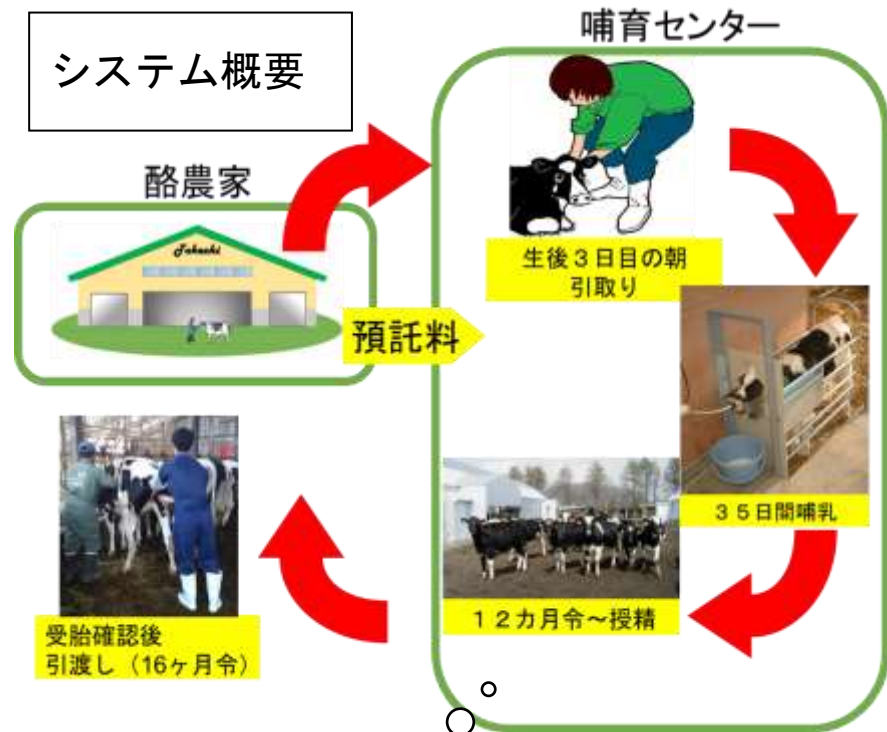 システム概要
哺育センター
酪農家
Takachi
預託料
生後３日目の朝
引取り
３５日間哺乳
１２カ月令～授精
受胎確認後
引渡し（16ヶ月令）